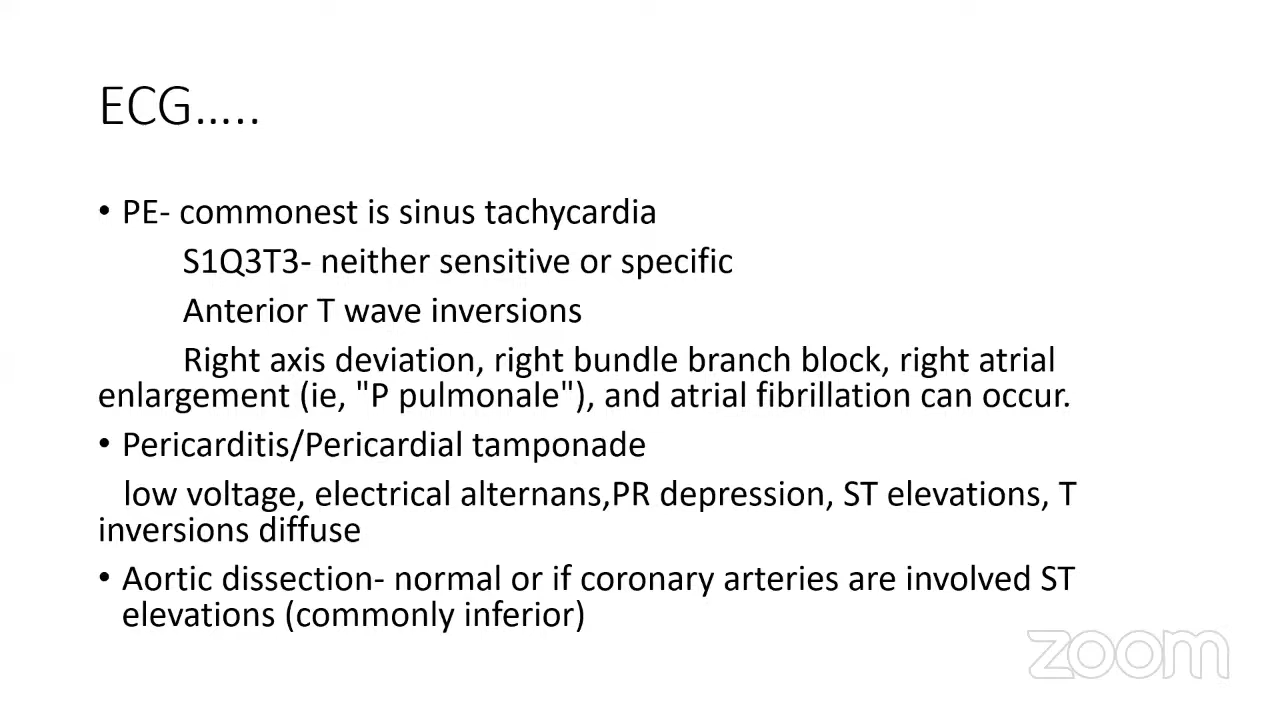 ECG.....
• PE- commonest is sinus tachycardia
S1Q3T3- neither sensitive or specific
Anterior T wave inversions
Right axis deviation, right bundle branch block, right atrial
enlargement (ie, "P pulmonale"), and atrial fibrillation can occur.
• Pericarditis/Pericardial tamponade
low voltage, electrical alternans,PR depression, ST elevations, T
inversions diffuse
• Aortic dissection- normal or if coronary arteries are involved ST
elevations (commonly inferior)
zoom